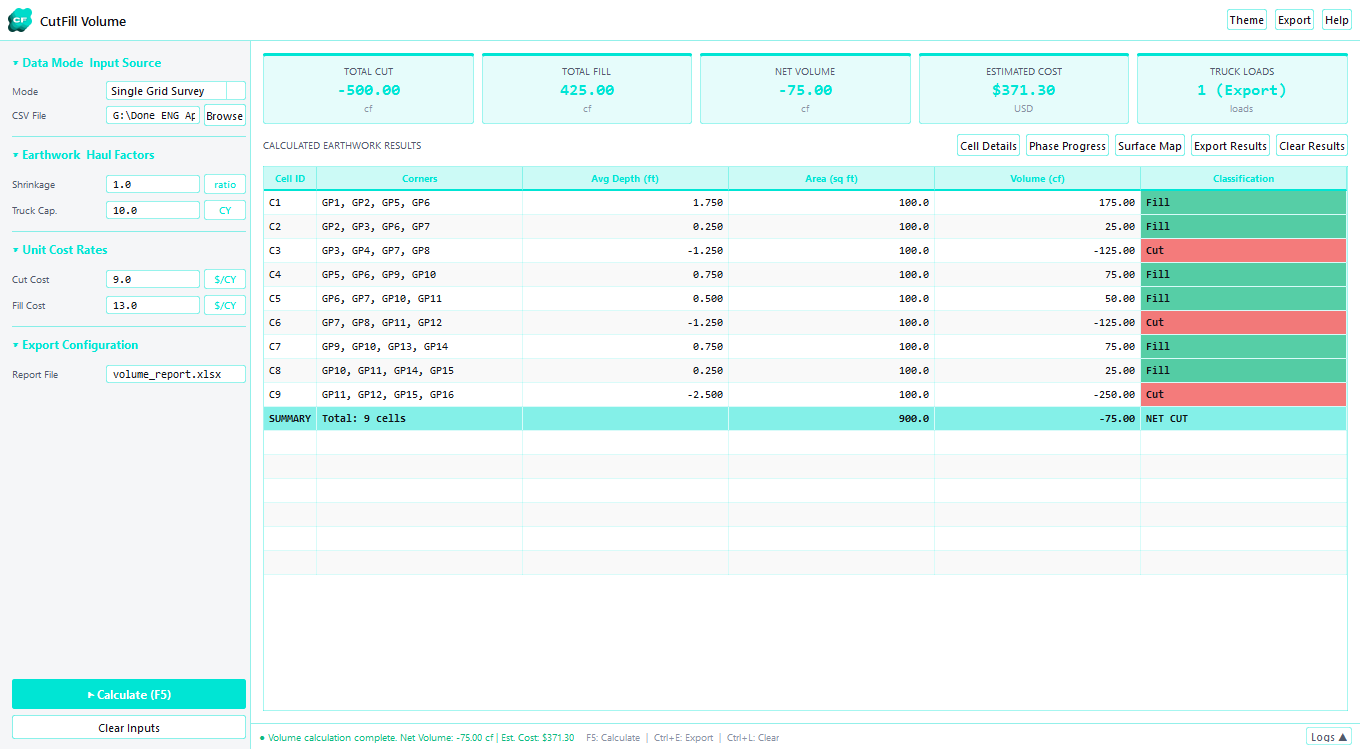 CF CutFill Volume Theme Export Help
▾ Data Mode Input Source
Mode Single Grid Survey
CSV File G:\Done ENG Ap Browse
▾ Earthwork Haul Factors
Shrinkage 1.0 ratio
Truck Cap. 10.0 CY
▾ Unit Cost Rates
Cut Cost 9.0 $/CY
Fill Cost 13.0 $/CY
▾ Export Configuration
Report File volume_report.xlsx
▸ Calculate (F5)
Clear Inputs
TOTAL CUT
-500.00
cf
TOTAL FILL
425.00
cf
NET VOLUME
-75.00
cf
ESTIMATED COST
$371.30
USD
TRUCK LOADS
1 (Export)
loads
CALCULATED EARTHWORK RESULTS Cell Details Phase Progress Surface Map Export Results Clear Results
Cell ID Corners Avg Depth (ft) Area (sq ft) Volume (cf) Classification
C1 GP1, GP2, GP5, GP6 1.750 100.0 175.00 Fill
C2 GP2, GP3, GP6, GP7 0.250 100.0 25.00 Fill
C3 GP3, GP4, GP7, GP8 -1.250 100.0 -125.00 Cut
C4 GP5, GP6, GP9, GP10 0.750 100.0 75.00 Fill
C5 GP6, GP7, GP10, GP11 0.500 100.0 50.00 Fill
C6 GP7, GP8, GP11, GP12 -1.250 100.0 -125.00 Cut
C7 GP9, GP10, GP13, GP14 0.750 100.0 75.00 Fill
C8 GP10, GP11, GP14, GP15 0.250 100.0 25.00 Fill
C9 GP11, GP12, GP15, GP16 -2.500 100.0 -250.00 Cut
SUMMARY Total: 9 cells 900.0 -75.00 NET CUT
● Volume calculation complete. Net Volume: -75.00 cf | Est. Cost: $371.30 F5: Calculate | Ctrl+E: Export | Ctrl+L: Clear Logs ▲